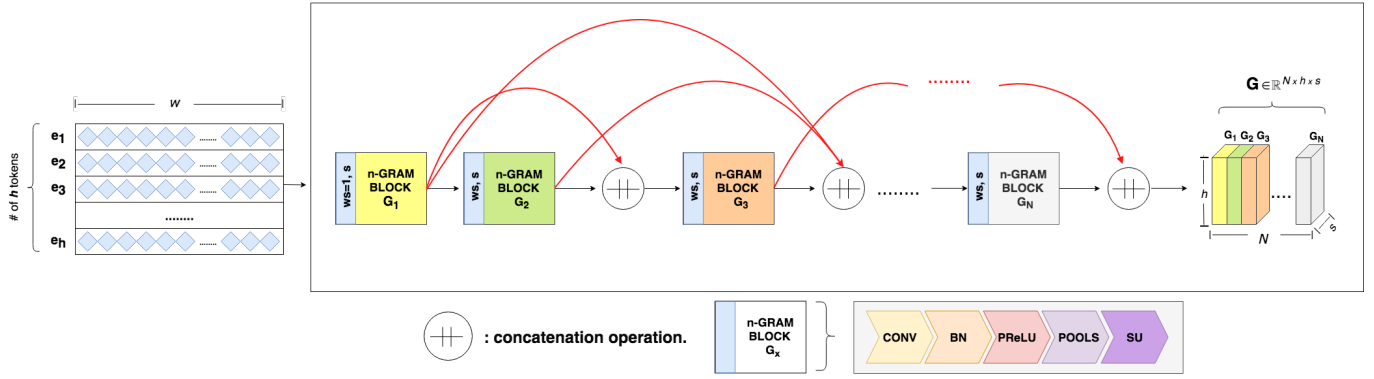 w
# of h tokens
e1
e2
e3
eh
........
........
........
........
........
ws=1, s
n-GRAM
BLOCK
G1
ws, s
n-GRAM
BLOCK
G2
ws, s
n-GRAM
BLOCK
G3
........
........
ws, s
n-GRAM
BLOCK
GN
G ∈ ℝ^{N x h x s}
G1 G2 G3 GN
h
....
N
s
: concatenation operation.
n-GRAM
BLOCK
Gx
CONV BN PReLU POOLS SU